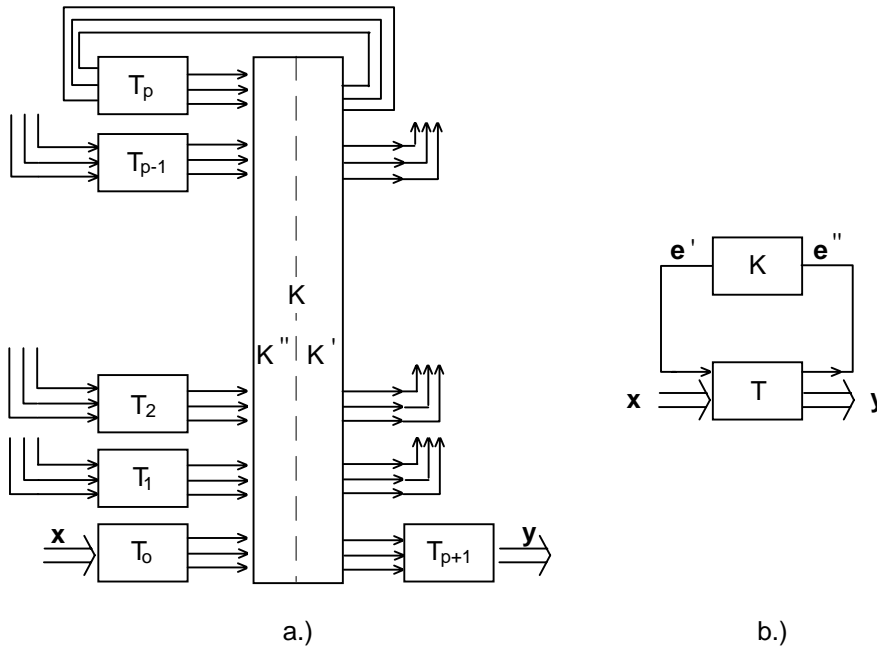 Tp
Tp-1
K
K'' K'
T2
T1
x To
Tp+1 y
a.)
e' K e''
x T y
b.)